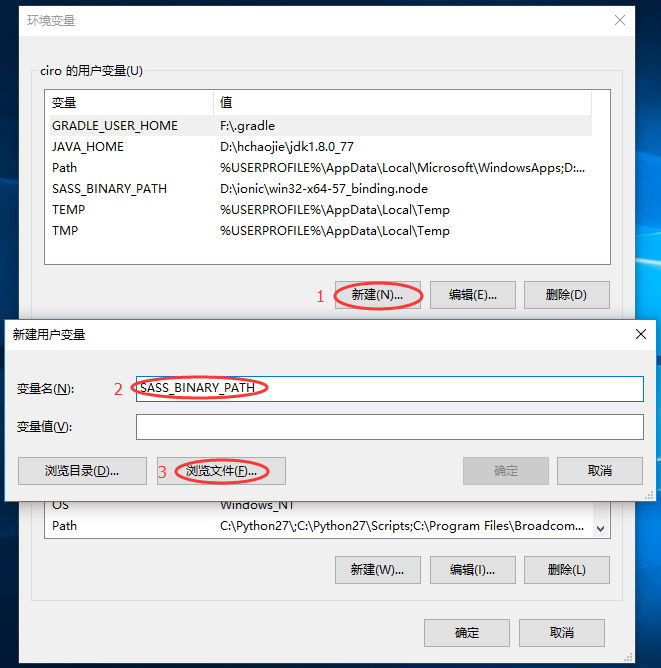 环境变量
ciro 的用户变量(U)
变量 值
GRADLE_USER_HOME F:\.gradle
JAVA_HOME D:\hchaojie\jdk1.8.0_77
Path %USERPROFILE%\AppData\Local\Microsoft\WindowsApps;D:...
SASS_BINARY_PATH D:\ionic\win32-x64-57_binding.node
TEMP %USERPROFILE%\AppData\Local\Temp
TMP %USERPROFILE%\AppData\Local\Temp
1 新建(N)... 编辑(E)... 删除(D)
新建用户变量
变量名(N): 2 SASS_BINARY_PATH
变量值(V):
浏览目录(D)... 3 浏览文件(F)... 确定 取消
OS Windows_NT
Path C:\Python27\;C:\Python27\Scripts;C:\Program Files\Broadcom...
新建(W)... 编辑(I)... 删除(L)
确定 取消